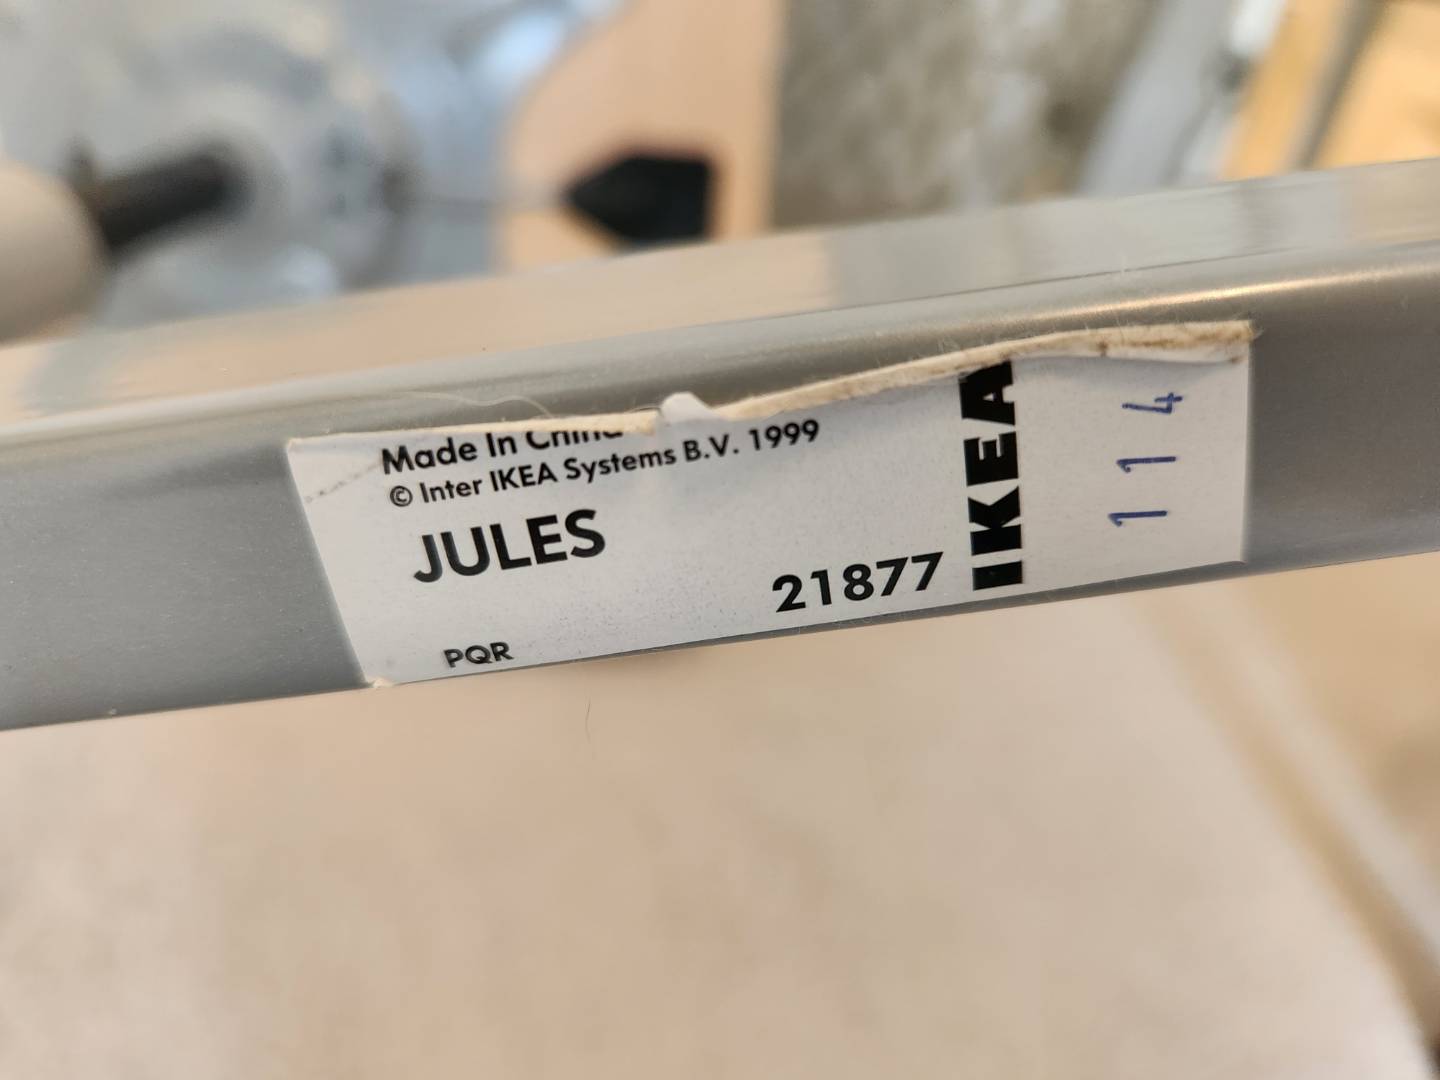 Made In China
© Inter IKEA Systems B.V. 1999
JULES
21877
PQR
IKEA
114